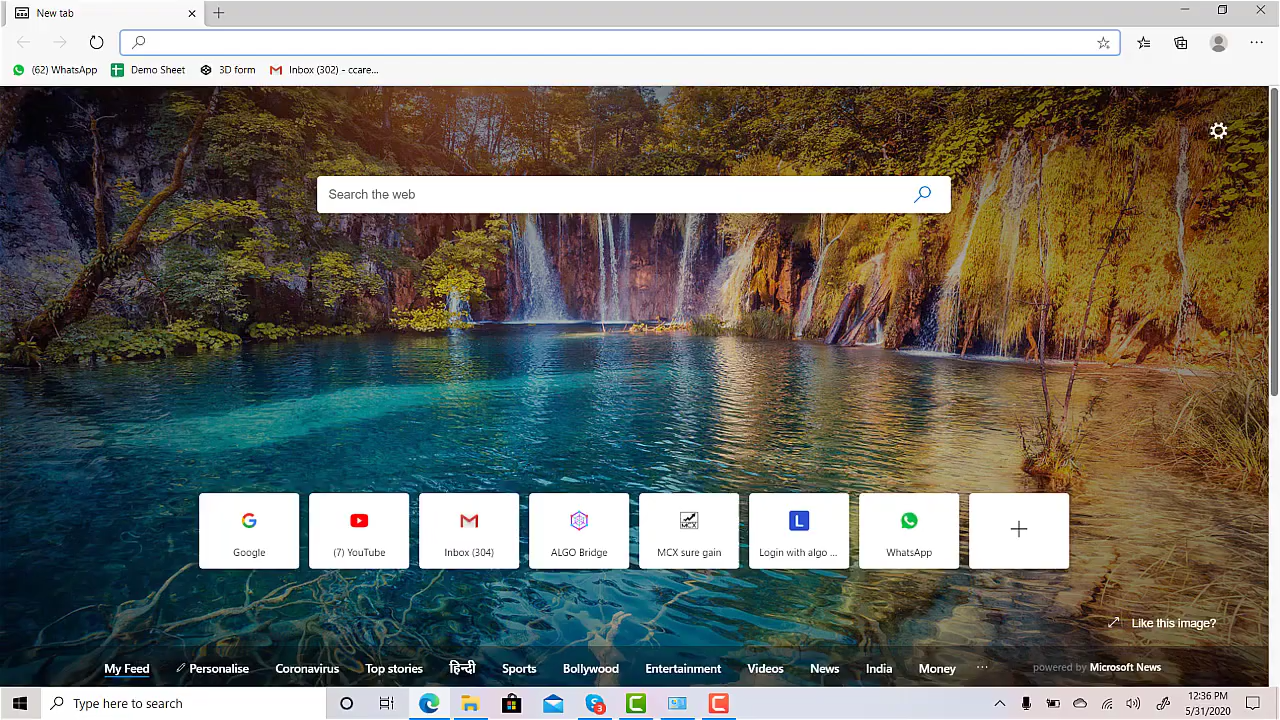 New tab
(62) WhatsApp
Demo Sheet
3D form
Inbox (302) - ccare...
Search the web
Google
(7) YouTube
Inbox (304)
ALGO Bridge
MCX
MCX sure gain
L
Login with algo ...
WhatsApp
Like this image?
My Feed
Personalise
Coronavirus
Top stories
हिन्दी
Sports
Bollywood
Entertainment
Videos
News
India
Money
powered by Microsoft News
Type here to search
3
12:36 PM
5/31/2020